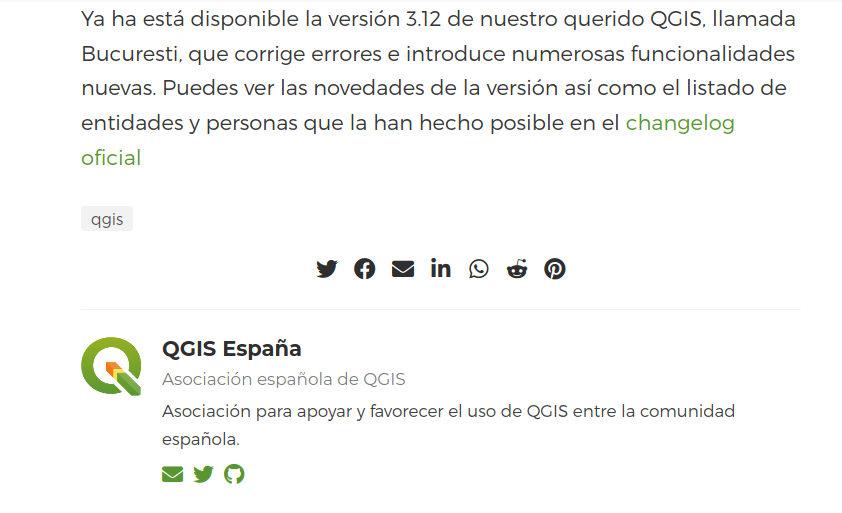 Ya ha está disponible la versión 3.12 de nuestro querido QGIS, llamada
Bucuresti, que corrige errores e introduce numerosas funcionalidades
nuevas. Puedes ver las novedades de la versión así como el listado de
entidades y personas que la han hecho posible en el changelog
oficial
qgis
QGIS España
Asociación española de QGIS
Asociación para apoyar y favorecer el uso de QGIS entre la comunidad
española.